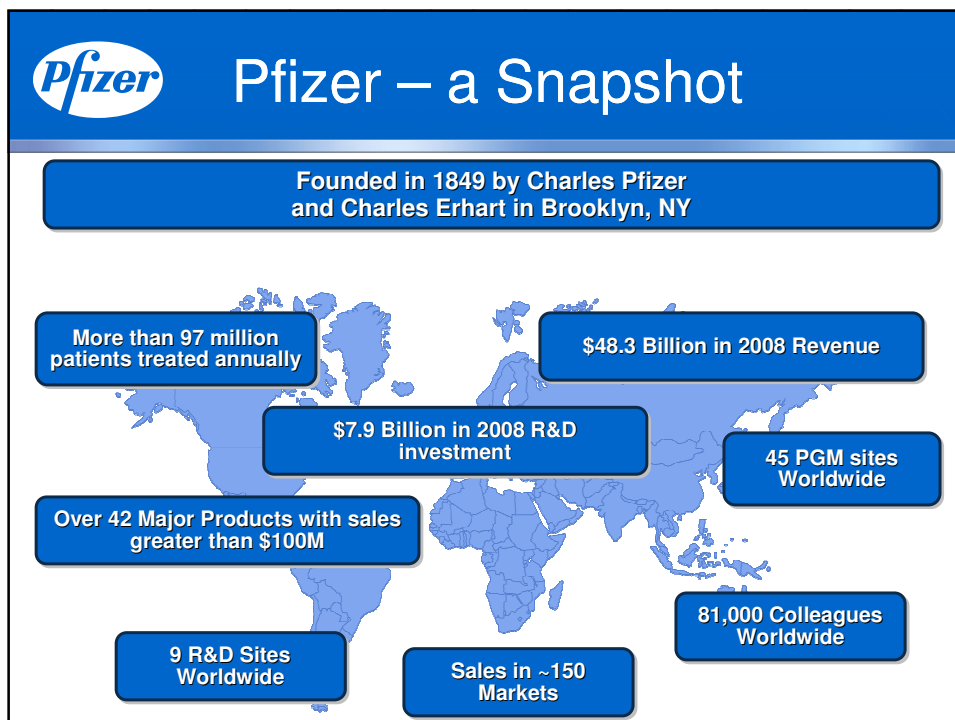 Pfizer
Pfizer – a Snapshot
Founded in 1849 by Charles Pfizer
and Charles Erhart in Brooklyn, NY
More than 97 million
patients treated annually
$48.3 Billion in 2008 Revenue
$7.9 Billion in 2008 R&D
investment
45 PGM sites
Worldwide
Over 42 Major Products with sales
greater than $100M
81,000 Colleagues
Worldwide
9 R&D Sites
Worldwide
Sales in ~150
Markets